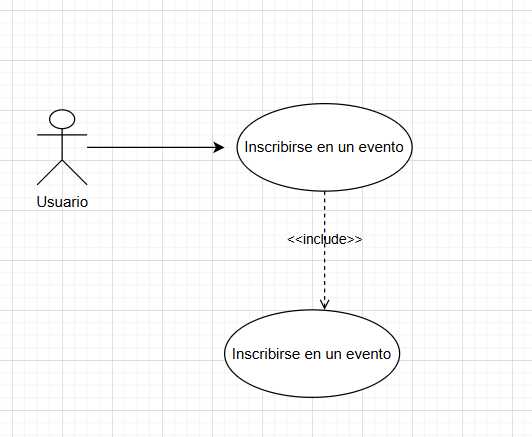 Inscribirse en un evento
Usuario
<<include>>
Inscribirse en un evento